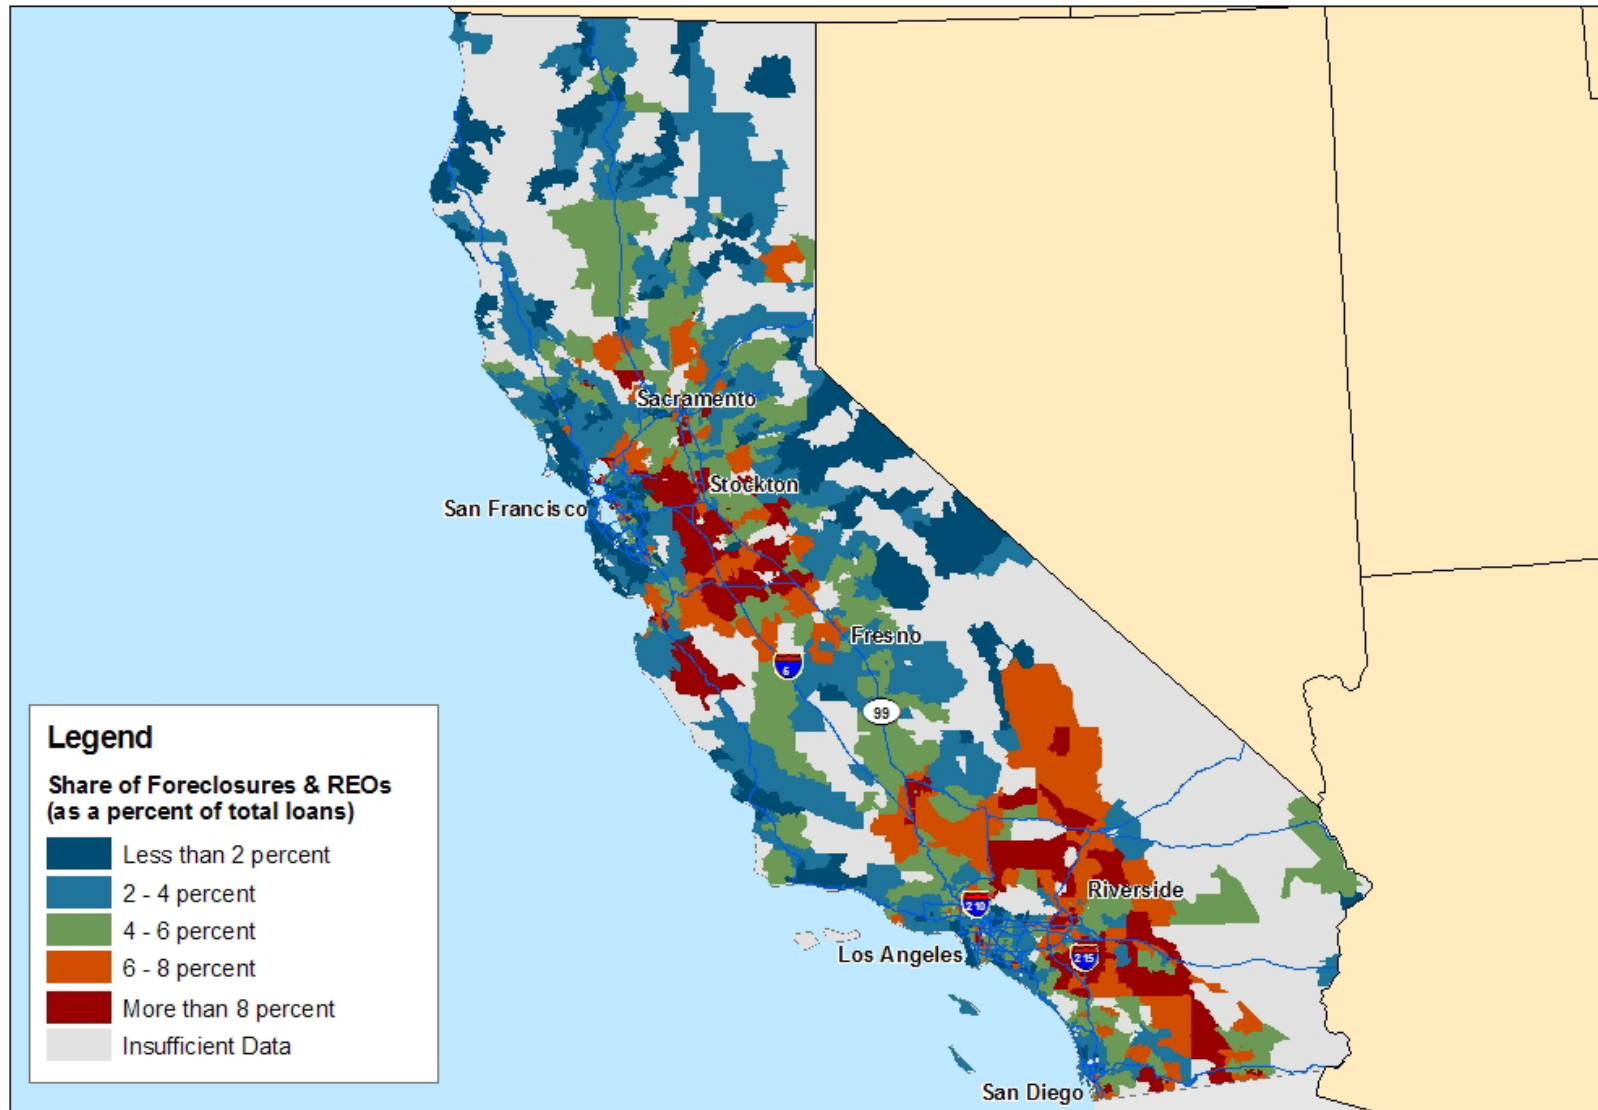 Sacramento
Stockton
San Francisco
Fresno
5
99
Riverside
210
Los Angeles
215
San Diego
Legend
Share of Foreclosures & REOs
(as a percent of total loans)
Less than 2 percent
2 - 4 percent
4 - 6 percent
6 - 8 percent
More than 8 percent
Insufficient Data